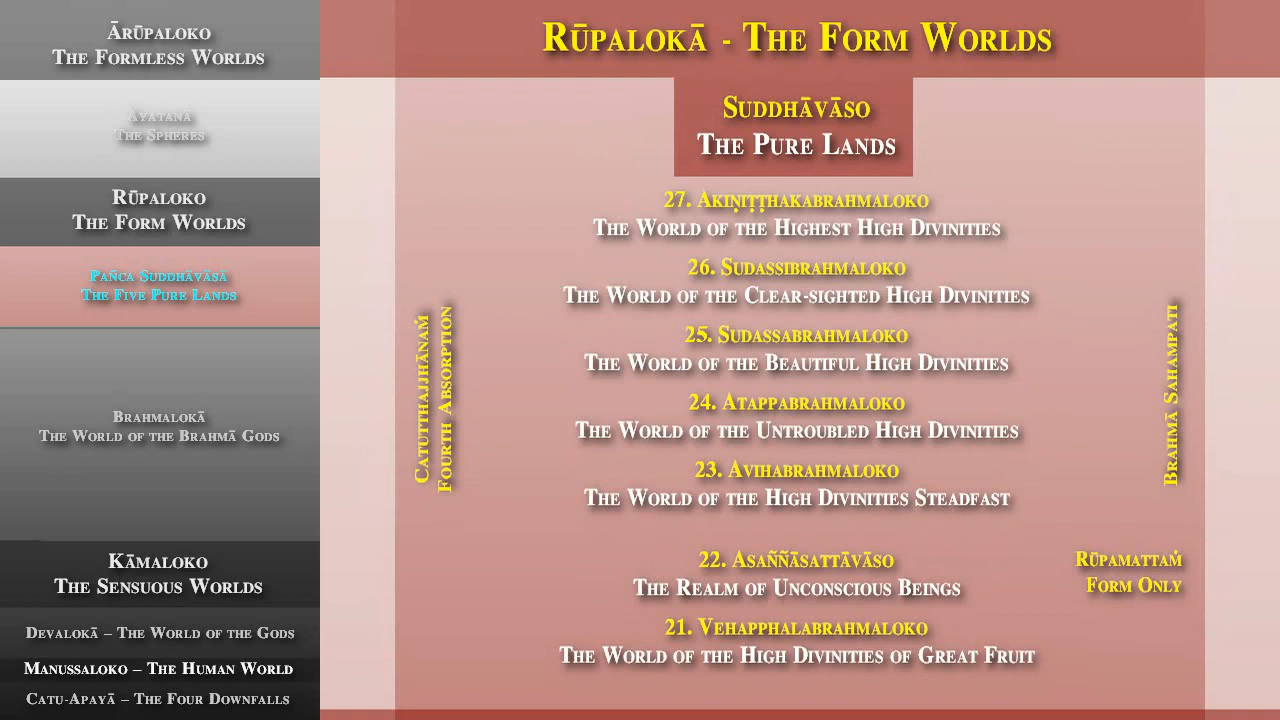 Ārūpaloko
The Formless Worlds
Āyatana
The Spheres
Rūpaloko
The Form Worlds
Pañca Suddhāvāsā
The Five Pure Lands
Brahmalokā
The World of the Brahmā Gods
Kāmaloko
The Sensuous Worlds
Devalokā – The World of the Gods
Manussaloko – The Human World
Catu-Apayā – The Four Downfalls
Rūpalokā - The Form Worlds
Suddhāvāso
The Pure Lands
27. Akiṇiṭṭhakabrahmaloko
The World of the Highest High Divinities
26. Sudassibrahmaloko
The World of the Clear-sighted High Divinities
25. Sudassabrahmaloko
The World of the Beautiful High Divinities
24. Atappabrahmaloko
The World of the Untroubled High Divinities
23. Avihabrahmaloko
The World of the High Divinities Steadfast
Catutthajjhānaṁ
Fourth Absorption
Brahmā Sahampati
22. Asaññāsattāvāso
The Realm of Unconscious Beings
Rūpamattaṁ
Form Only
21. Vehapphalabrahmaloko
The World of the High Divinities of Great Fruit